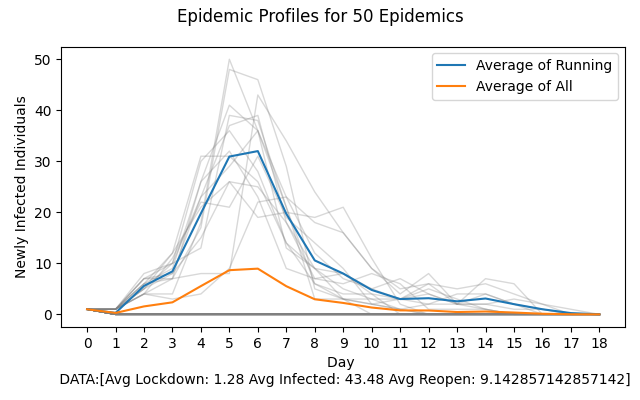 Epidemic Profiles for 50 Epidemics
50
40
30
20
10
0
Newly Infected Individuals
Average of Running
Average of All
0 1 2 3 4 5 6 7 8 9 10 11 12 13 14 15 16 17 18
Day
DATA:[Avg Lockdown: 1.28 Avg Infected: 43.48 Avg Reopen: 9.142857142857142]